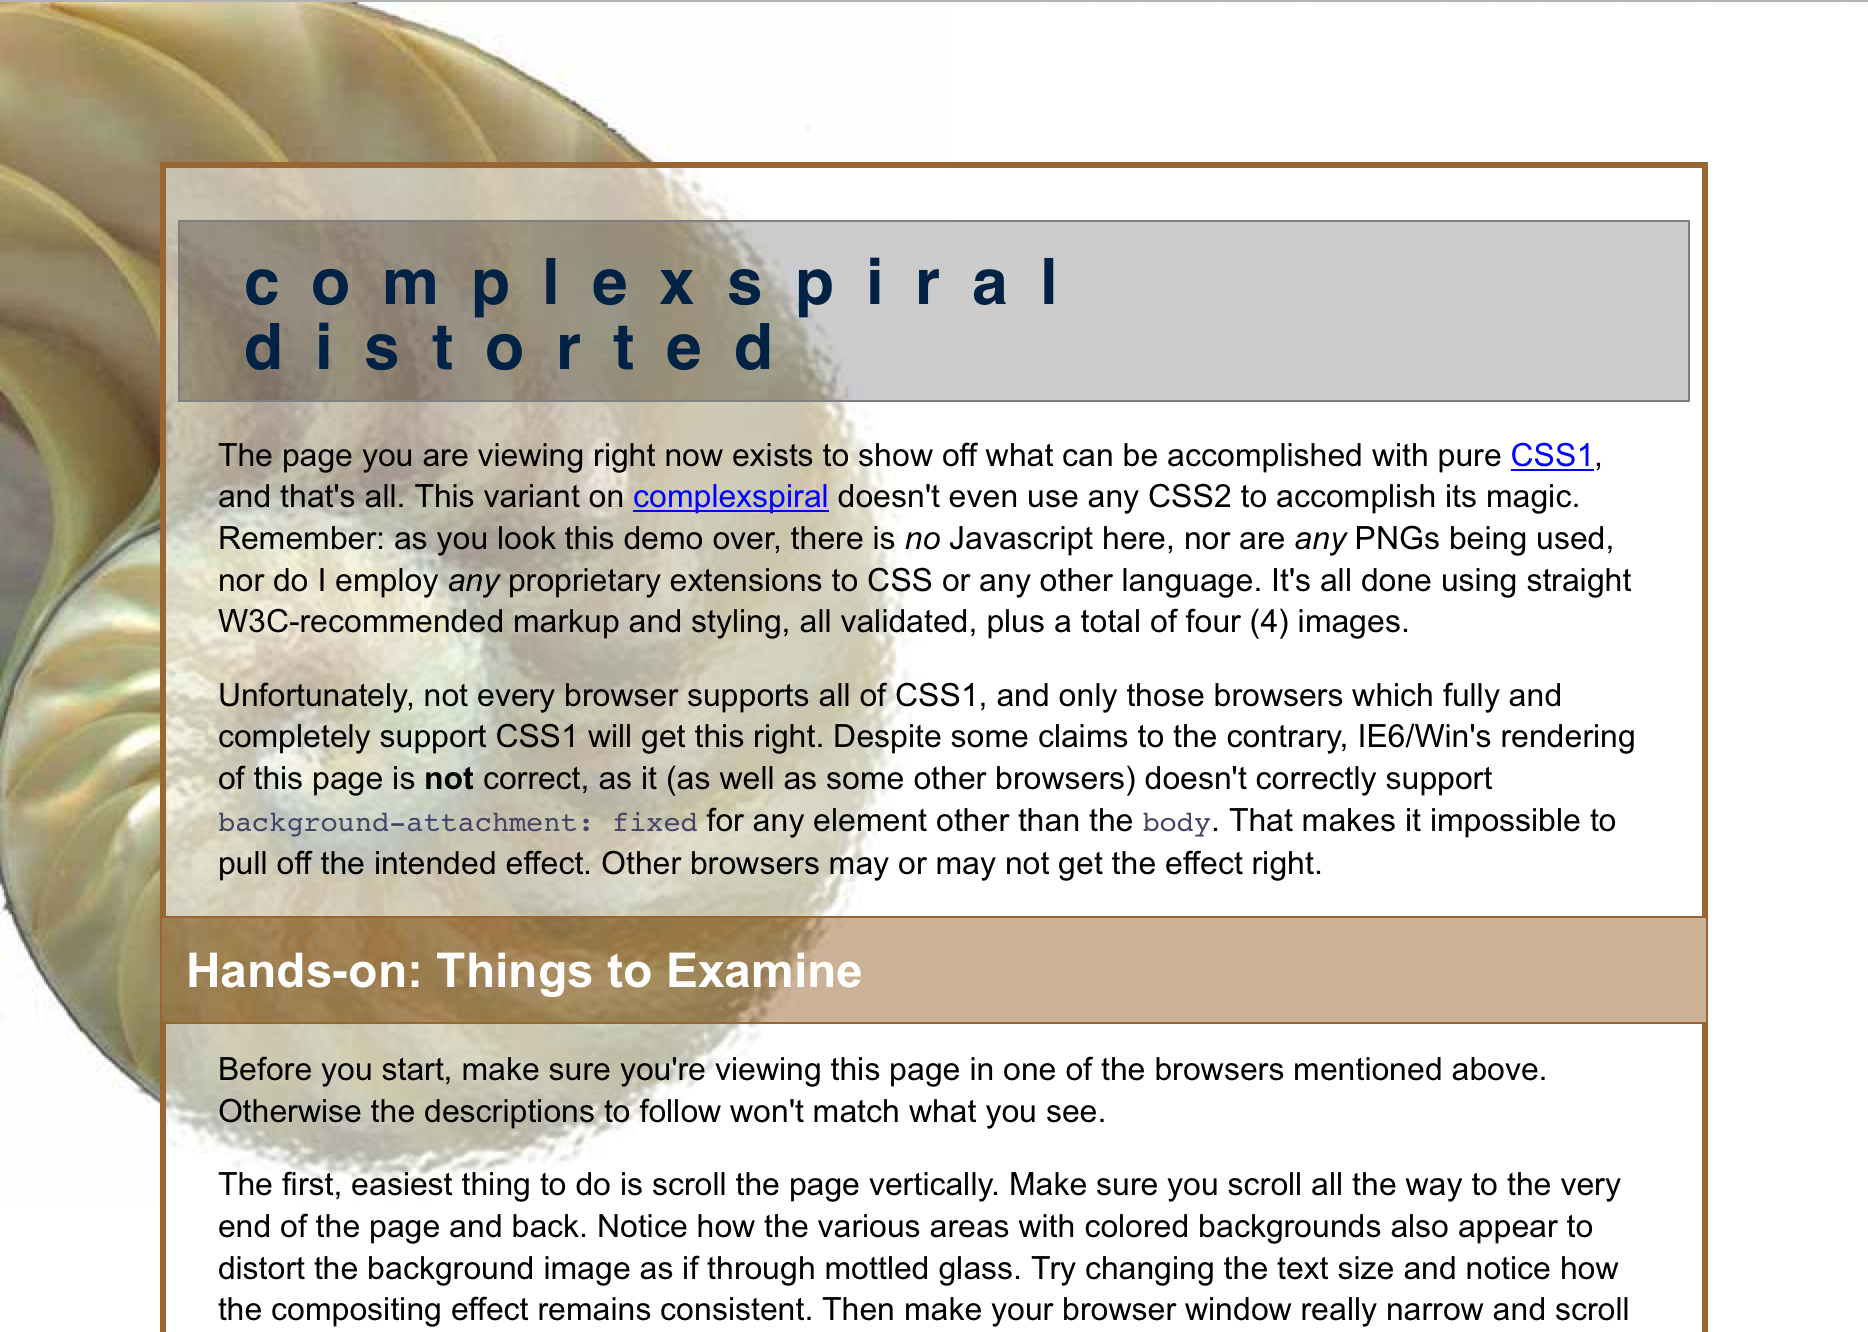 complexspiral
distorted
The page you are viewing right now exists to show off what can be accomplished with pure CSS1,
and that's all. This variant on complexspiral doesn't even use any CSS2 to accomplish its magic.
Remember: as you look this demo over, there is no Javascript here, nor are any PNGs being used,
nor do I employ any proprietary extensions to CSS or any other language. It's all done using straight
W3C-recommended markup and styling, all validated, plus a total of four (4) images.
Unfortunately, not every browser supports all of CSS1, and only those browsers which fully and
completely support CSS1 will get this right. Despite some claims to the contrary, IE6/Win's rendering
of this page is not correct, as it (as well as some other browsers) doesn't correctly support
background-attachment: fixed for any element other than the body. That makes it impossible to
pull off the intended effect. Other browsers may or may not get the effect right.
Hands-on: Things to Examine
Before you start, make sure you're viewing this page in one of the browsers mentioned above.
Otherwise the descriptions to follow won't match what you see.
The first, easiest thing to do is scroll the page vertically. Make sure you scroll all the way to the very
end of the page and back. Notice how the various areas with colored backgrounds also appear to
distort the background image as if through mottled glass. Try changing the text size and notice how
the compositing effect remains consistent. Then make your browser window really narrow and scroll